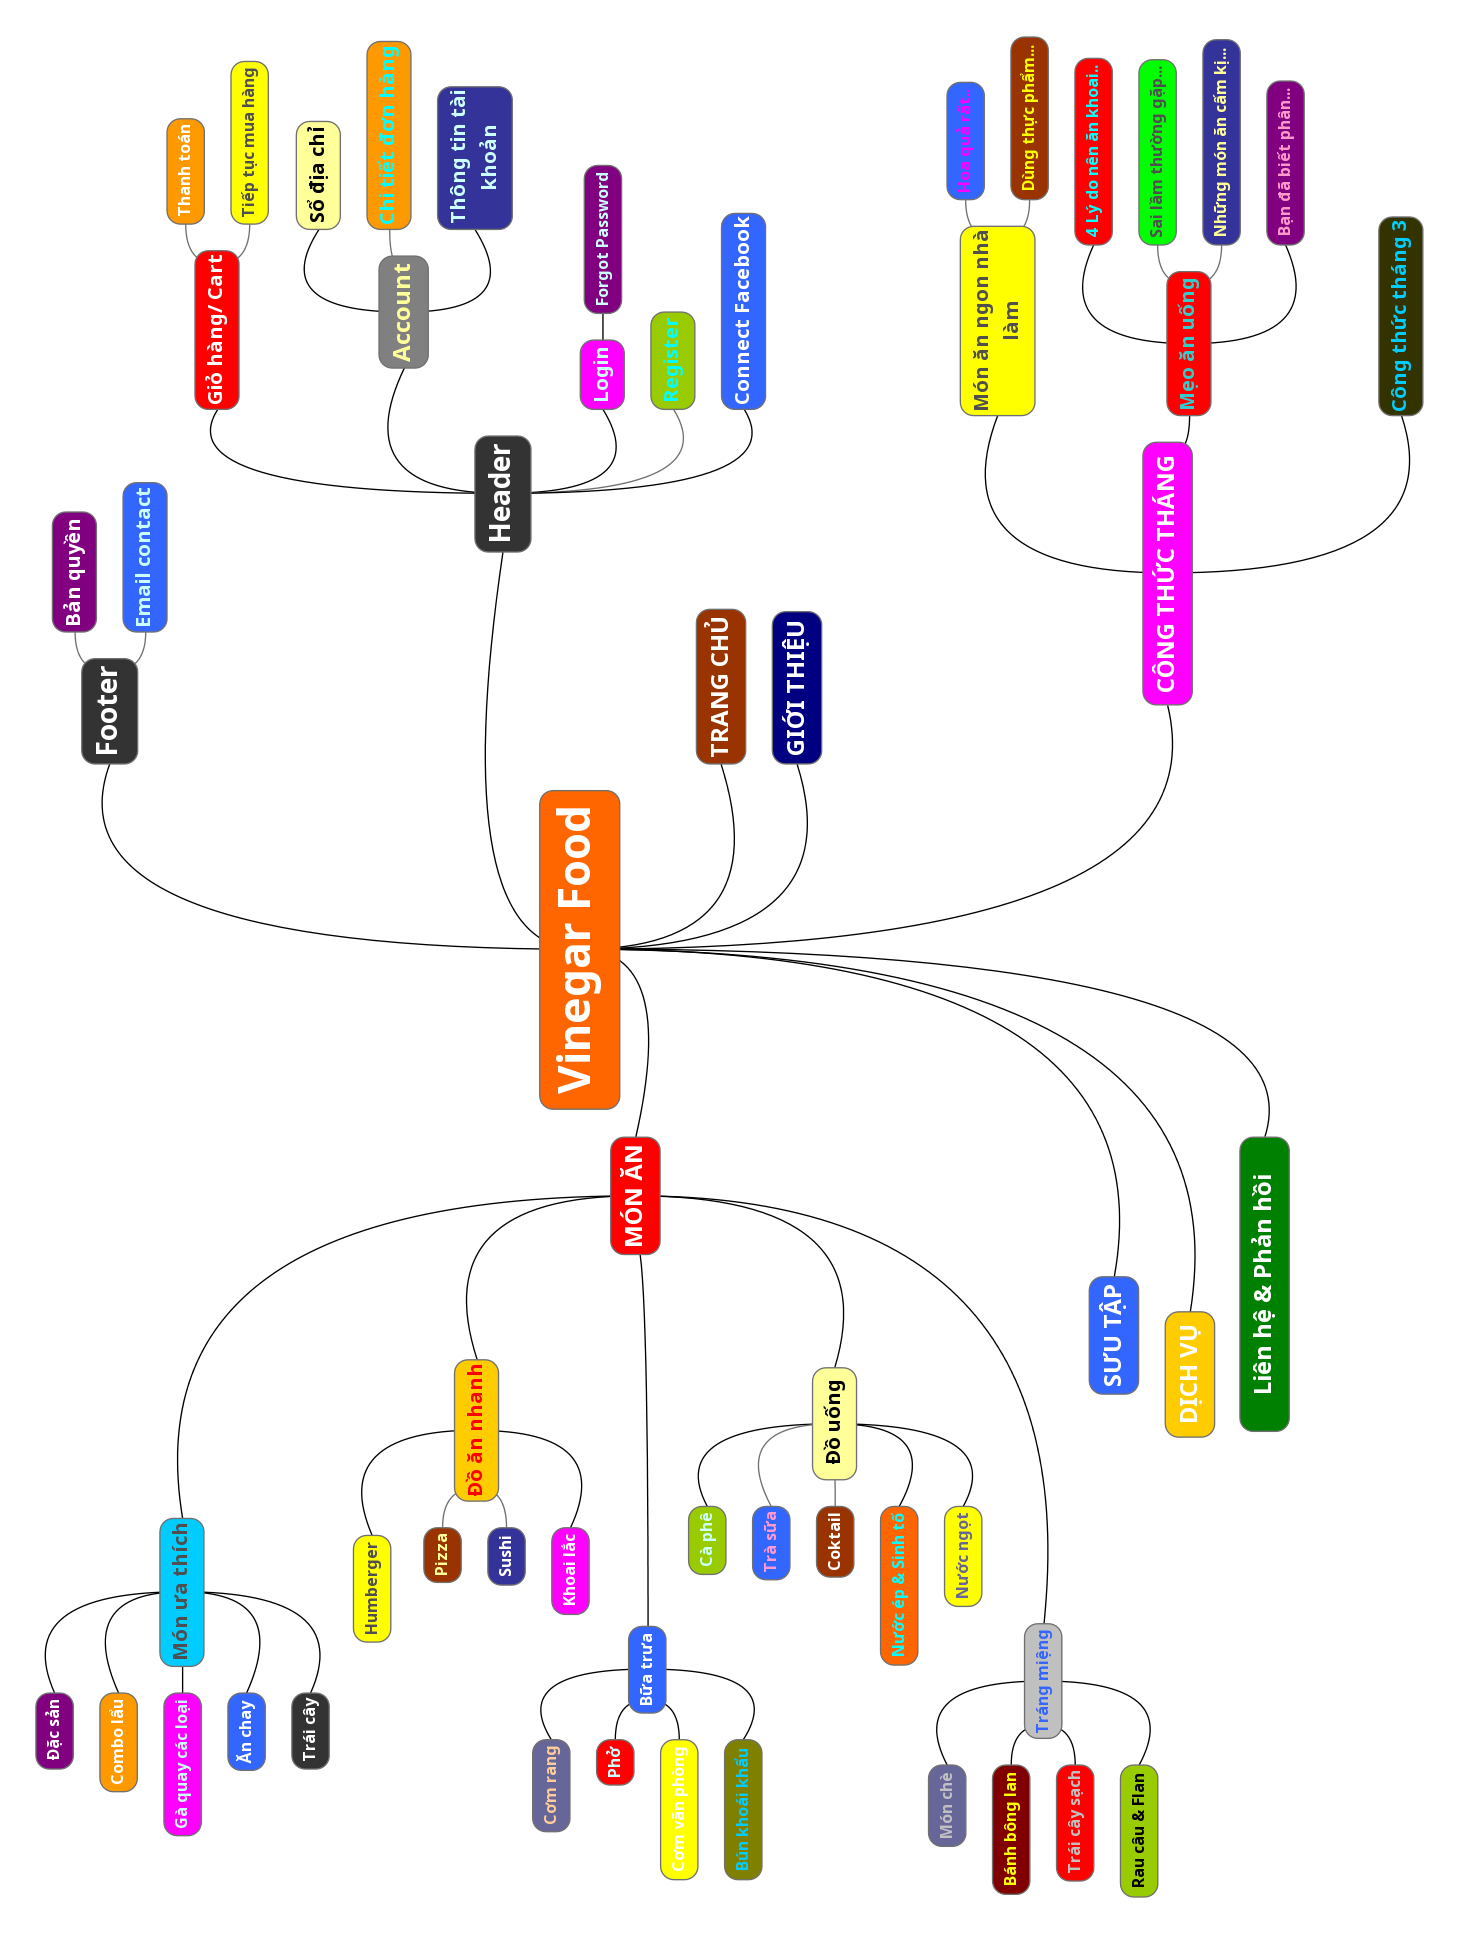 Thanh toán
Tiếp tục mua hàng
Giỏ hàng/ Cart
Sổ địa chỉ
Chi tiết đơn hàng
Thông tin tài
khoản
Account
Forgot Password
Login
Register
Connect Facebook
Header
Bản quyền
Email contact
Footer
TRANG CHỦ
GIỚI THIỆU
Hoa quả rất...
Dùng thực phẩm...
Món ăn ngon nhà
làm
4 Lý do nên ăn khoai..
Sai lầm thường gặp...
Những món ăn cấm kị...
Bạn đã biết phân...
Mẹo ăn uống
Công thức tháng 3
CÔNG THỨC THÁNG
Vinegar Food
MÓN ĂN
SƯU TẬP
DỊCH VỤ
Liên hệ & Phản hồi
Món ưa thích
Đặc sản
Combo lẩu
Gà quay các loại
Ăn chay
Trái cây
Đồ ăn nhanh
Humberger
Pizza
Sushi
Khoai lắc
Bữa trưa
Cơm rang
Phở
Cơm văn phòng
Bún khoái khẩu
Đồ uống
Cà phê
Trà sữa
Coktail
Nước ép & Sinh tố
Nước ngọt
Tráng miệng
Món chè
Bánh bông lan
Trái cây sạch
Rau câu & Flan